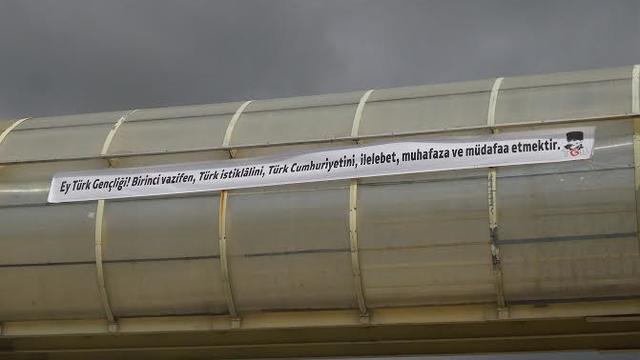 Ey Türk Gençliği! Birinci vazifen, Türk istiklâlini, Türk Cumhuriyetini, ilelebet, muhafaza ve müdafaa etmektir.